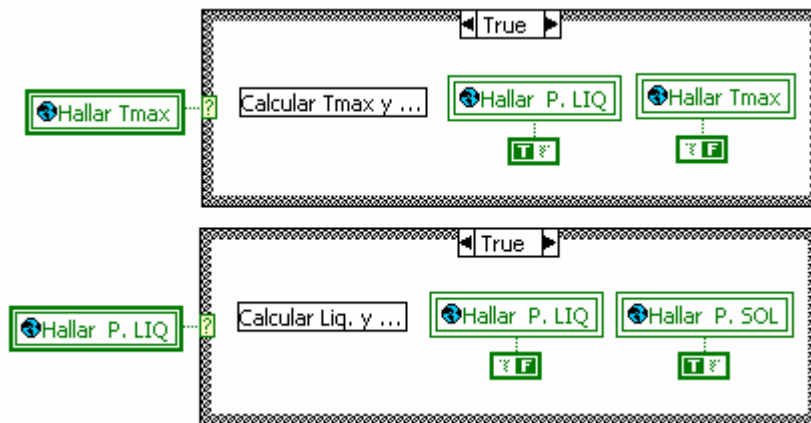 True
Hallar Tmax
?
Calcular Tmax y ...
Hallar P. LIQ
Hallar Tmax
T
F
True
Hallar P. LIQ
?
Calcular Liq. y ...
Hallar P. LIQ
Hallar P. SOL
F
T